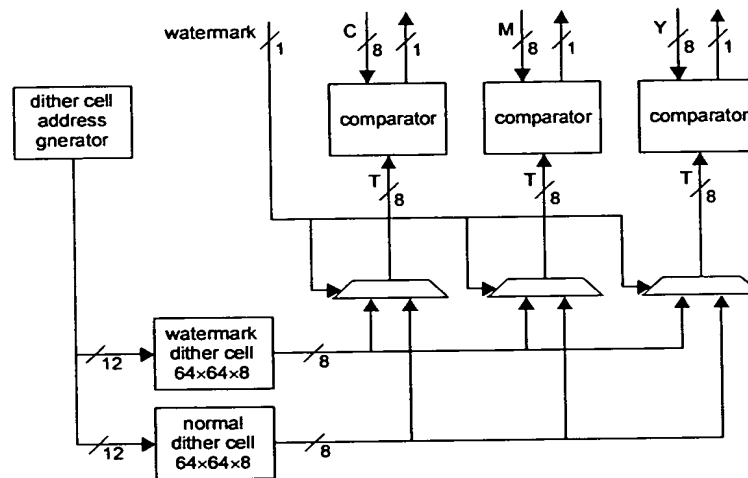 watermark
1
C
8
1
M
8
1
Y
8
1
dither cell
address
gnerator
comparator
comparator
comparator
T
8
T
8
T
8
12
watermark
dither cell
64×64×8
8
12
normal
dither cell
64×64×8
8